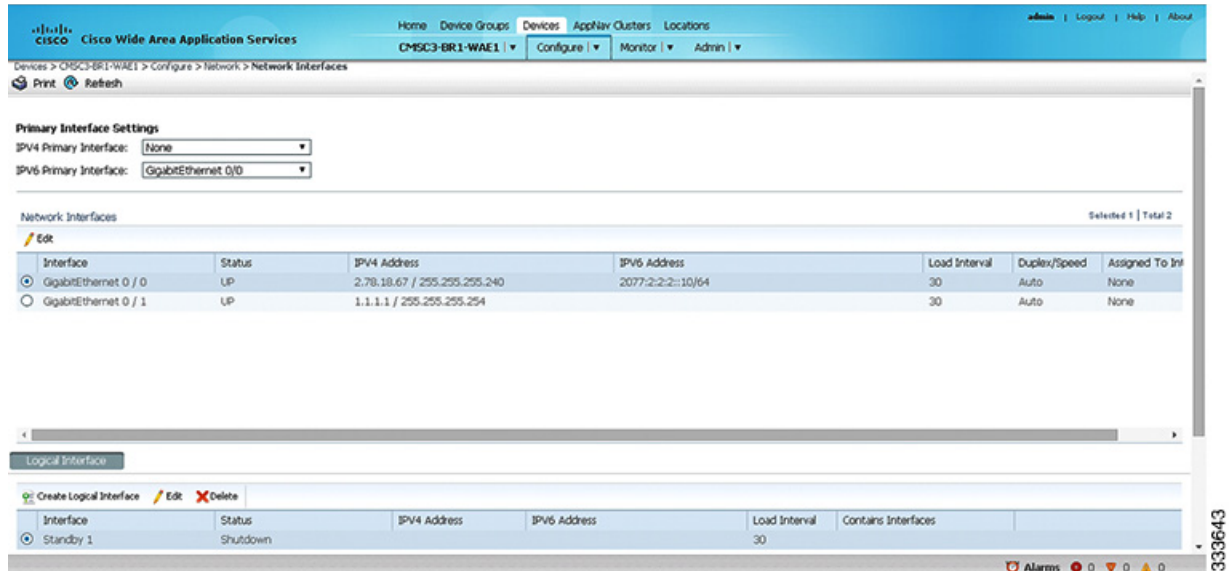 Home Device Groups Devices AppNav Clusters Locations
admin | Logout | Help | About
CISCO Cisco Wide Area Application Services
CMSC3-BR1-WAE1 | Configure | Monitor | Admin |
Devices > CMSC3-BR1-WAE1 > Configure > Network > Network Interfaces
Print Refresh
Primary Interface Settings
IPV4 Primary Interface: None
IPV6 Primary Interface: GigabitEthernet 0/0
Network Interfaces
Selected 1 | Total 2
Edit
Interface Status IPV4 Address IPV6 Address Load Interval Duplex/Speed Assigned To Int
GigabitEthernet 0 / 0 UP 2.78.18.67 / 255.255.255.240 2077:2:2:2::10/64 30 Auto None
GigabitEthernet 0 / 1 UP 1.1.1.1 / 255.255.255.254 30 Auto None
Logical Interface
Create Logical Interface Edit Delete
Interface Status IPV4 Address IPV6 Address Load Interval Contains Interfaces
Standby 1 Shutdown 30
Alarms 0 0 0
333643